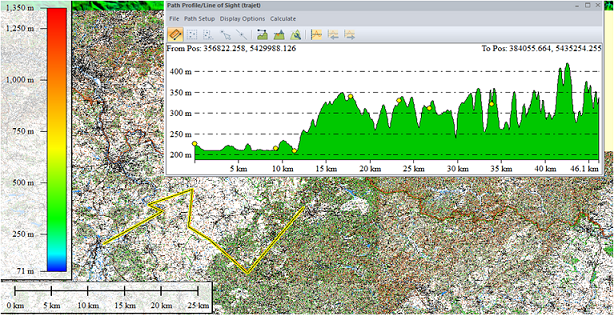 Path Profile/Line of Sight (trajet)
File Path Setup Display Options Calculate
From Pos: 356822.258, 5429988.126 To Pos: 384055.664, 5435254.255
400 m
350 m
300 m
250 m
200 m
5 km 10 km 15 km 20 km 25 km 30 km 35 km 40 km 46.1 km
1,350 m
1,250 m
1,000 m
750 m
500 m
250 m
71 m
0 km 5 km 10 km 15 km 20 km 25 km